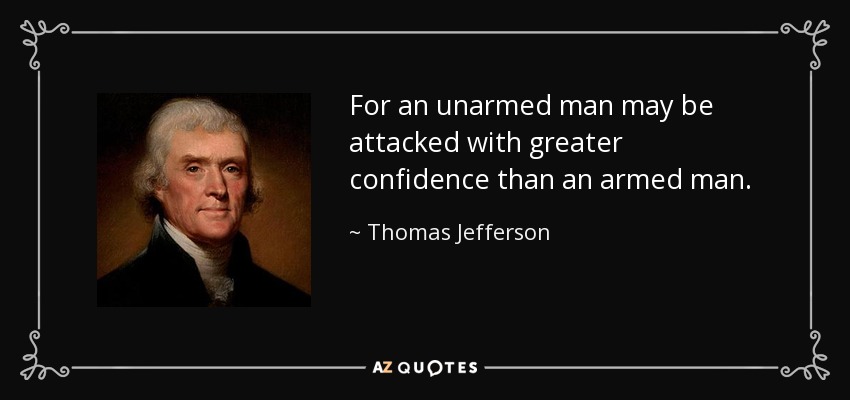 For an unarmed man may be
attacked with greater
confidence than an armed man.
~ Thomas Jefferson
AZ QUOTES